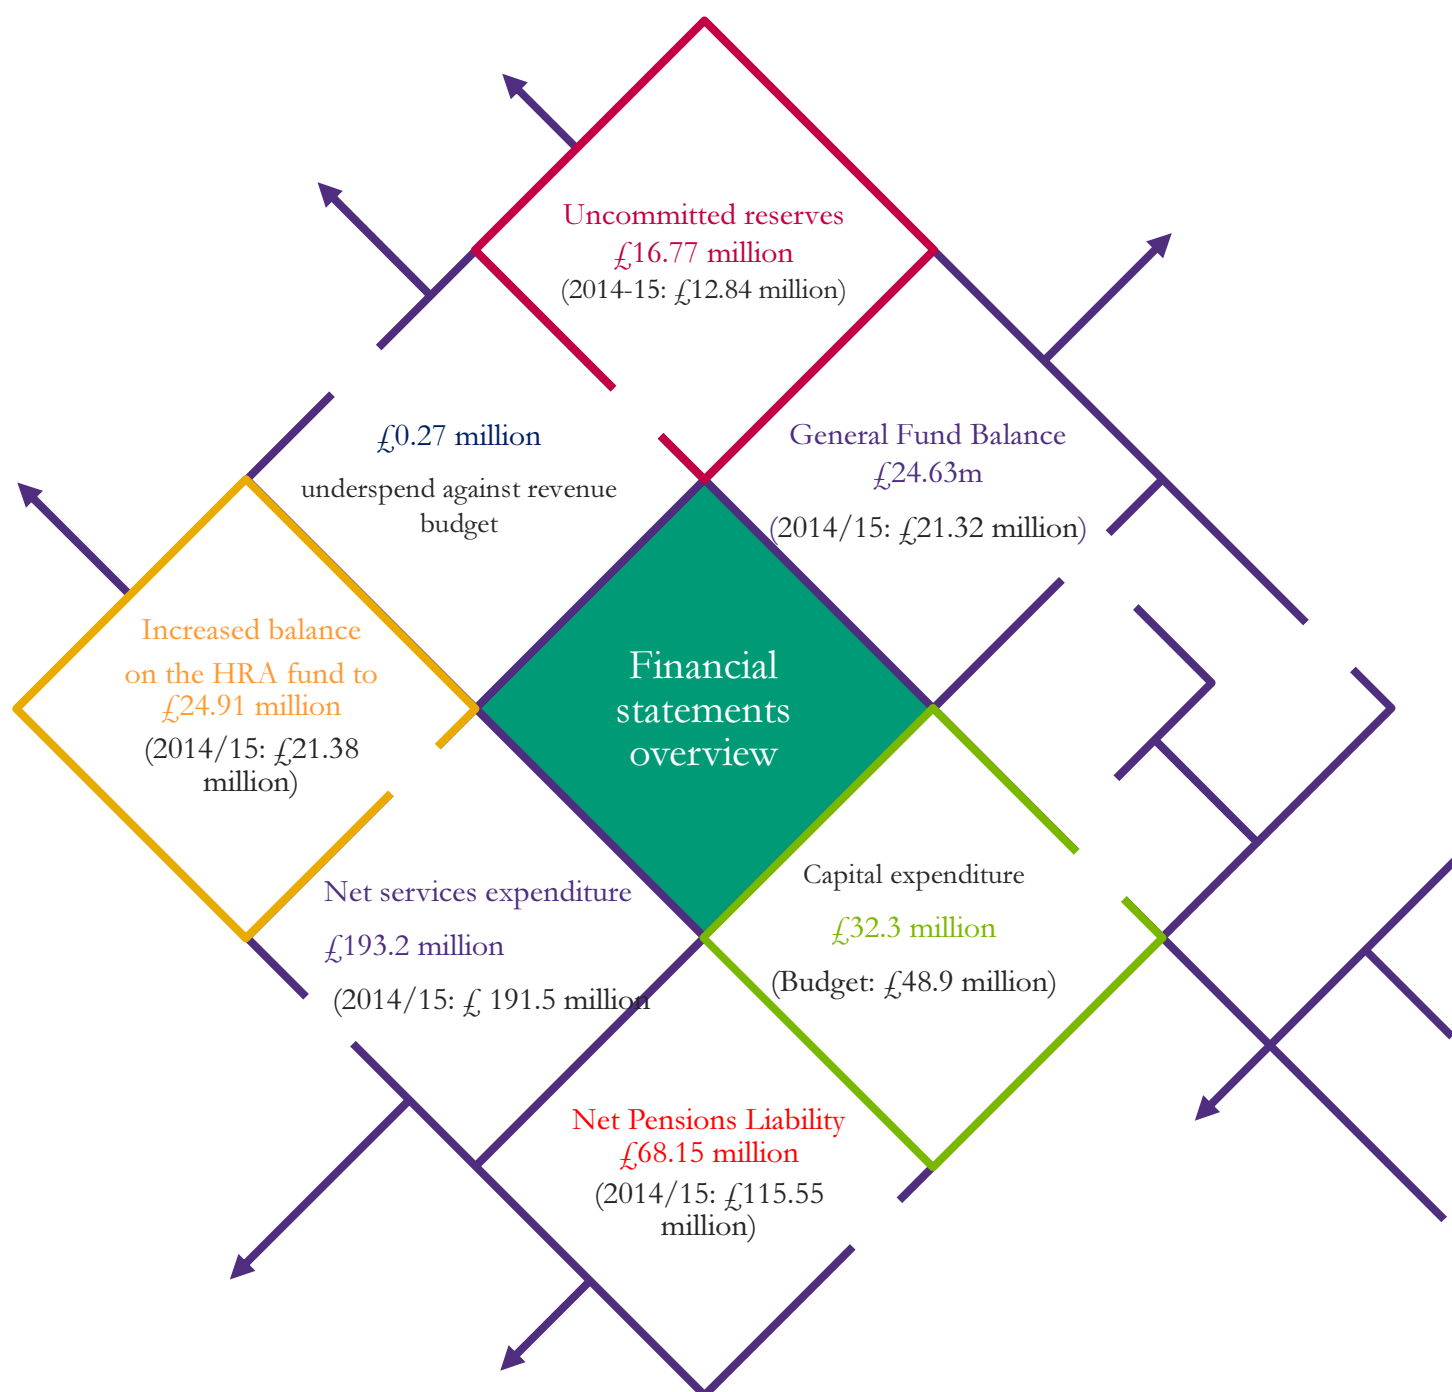 Uncommitted reserves
£16.77 million
(2014-15: £12.84 million)
£0.27 million
underspend against revenue
budget
General Fund Balance
£24.63m
(2014/15: £21.32 million)
Increased balance
on the HRA fund to
£24.91 million
(2014/15: £21.38
million)
Financial
statements
overview
Net services expenditure
£193.2 million
(2014/15: £ 191.5 million
Capital expenditure
£32.3 million
(Budget: £48.9 million)
Net Pensions Liability
£68.15 million
(2014/15: £115.55
million)